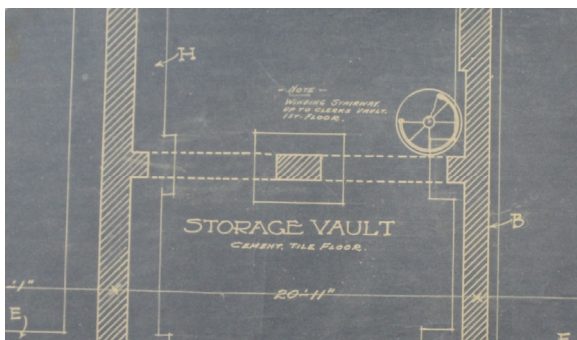 H
- NOTE -
WINDING STAIRWAY
UP TO CLERKS VAULT.
1ST. FLOOR.
STORAGE VAULT
CEMENT, TILE FLOOR.
B
20'-11"
E
E